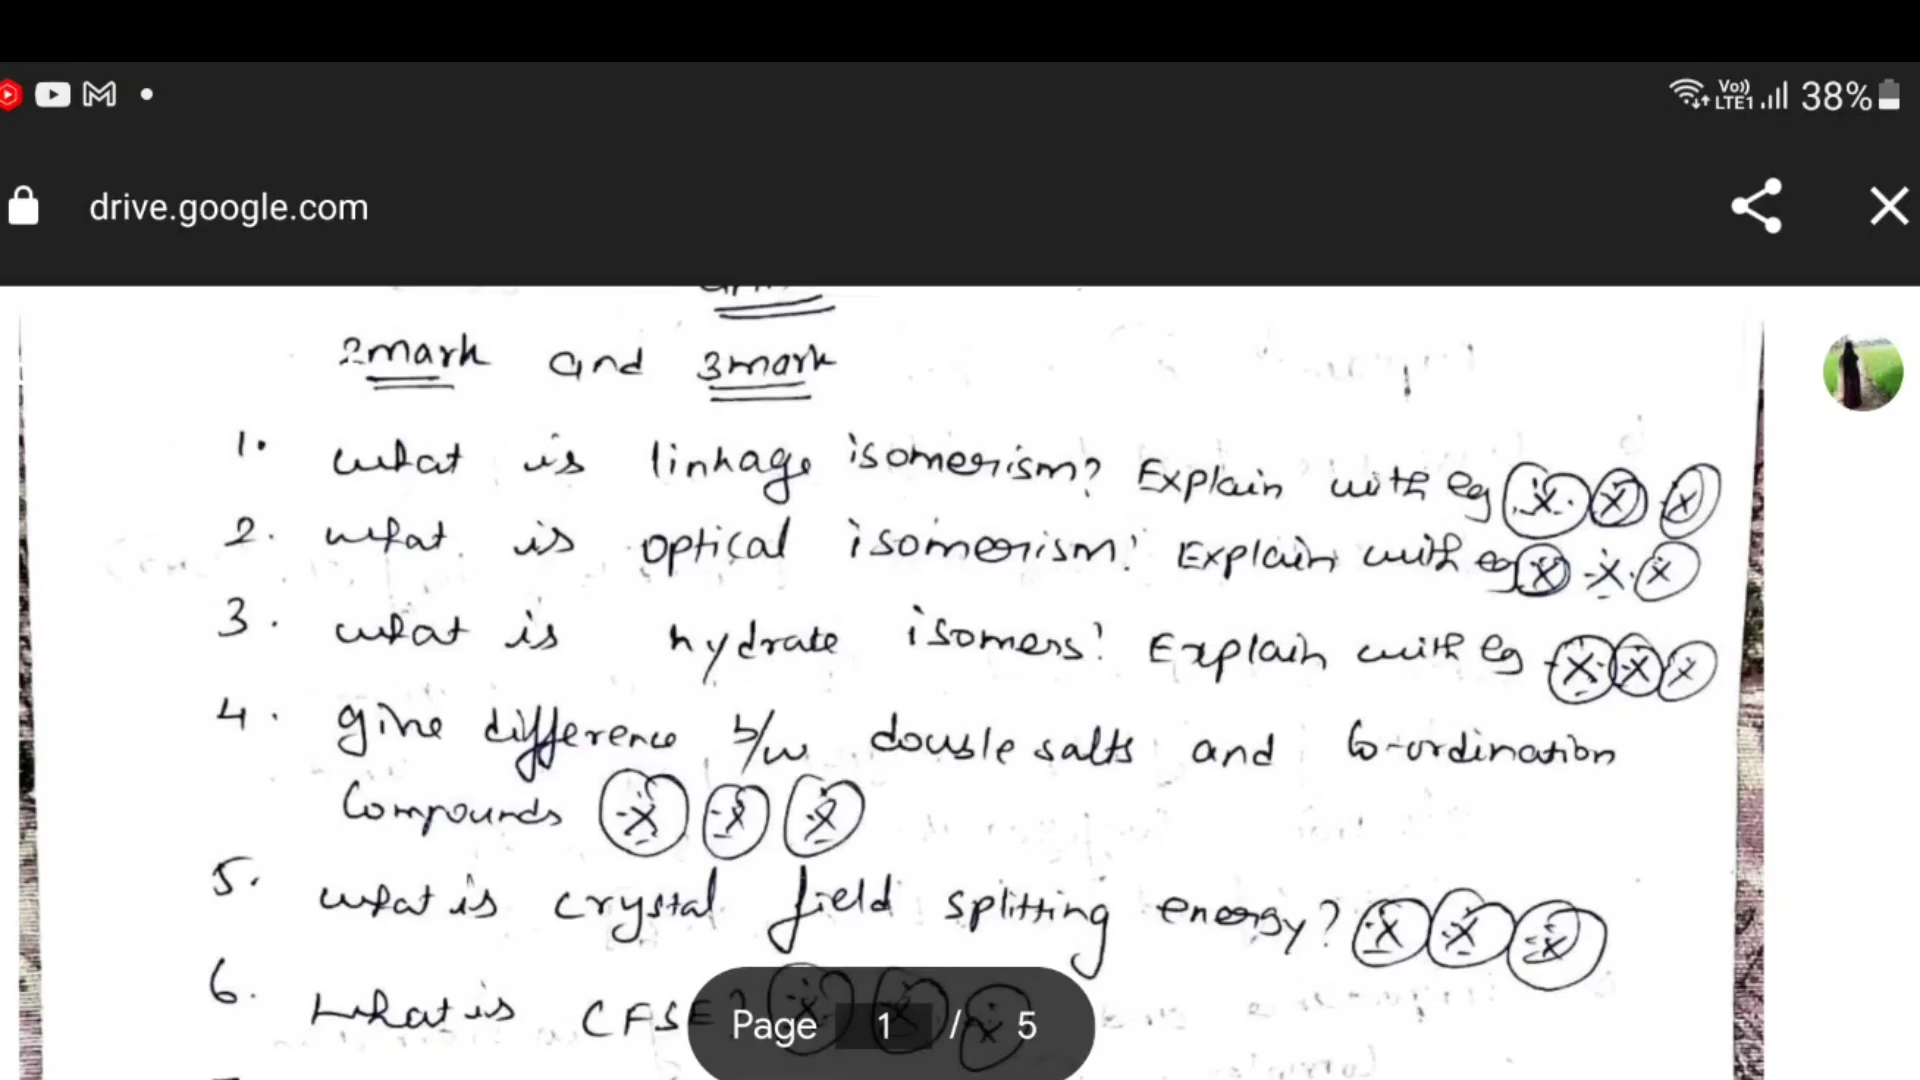 Vo))
LTE1
38%
drive.google.com
2mark and 3mark
1. what is linkage isomerism? Explain with eg
2. what is optical isomerism? Explain with eg
3. what is hydrate isomers? Explain with eg
4. give difference b/w double salts and Co-ordination
Compounds
5. what is crystal field splitting energy?
6. what is CFSE?
Page 1 / 5